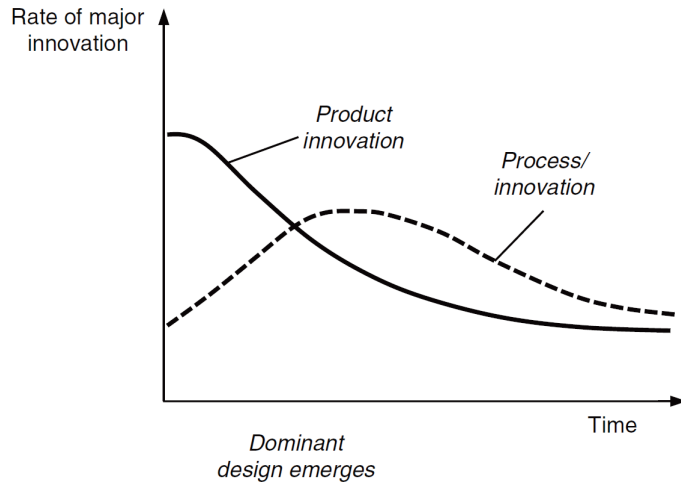 Rate of major
innovation
Product
innovation
Process/
innovation
Time
Dominant
design emerges